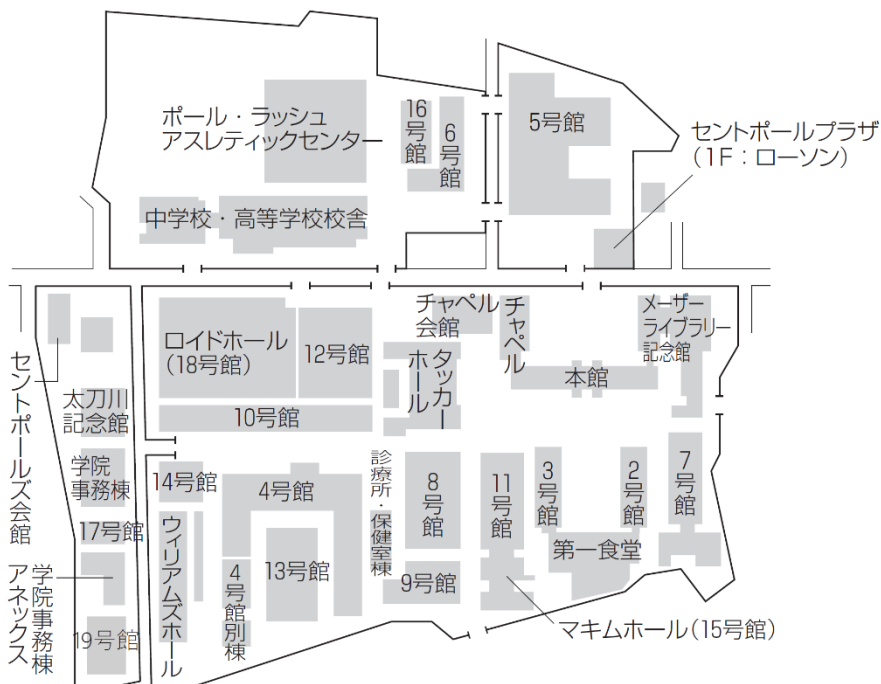 ポール・ラッシュ
アスレティックセンター
16号館
6号館
5号館
セントポールプラザ
(1F:ローソン)
中学校・高等学校校舎
チャペル
会館
チャペル
メーザー
ライブラリー
記念館
ロイドホール
(18号館)
12号館
タッカー
ホール
本館
セントポールズ会館
太刀川
記念館
10号館
学院
事務棟
14号館
4号館
診療所・保健室棟
8号館
11号館
3号館
2号館
7号館
17号館
ウィリアムズホール
4号館別棟
13号館
9号館
第一食堂
学院事務棟
アネックス
19号館
マキムホール(15号館)